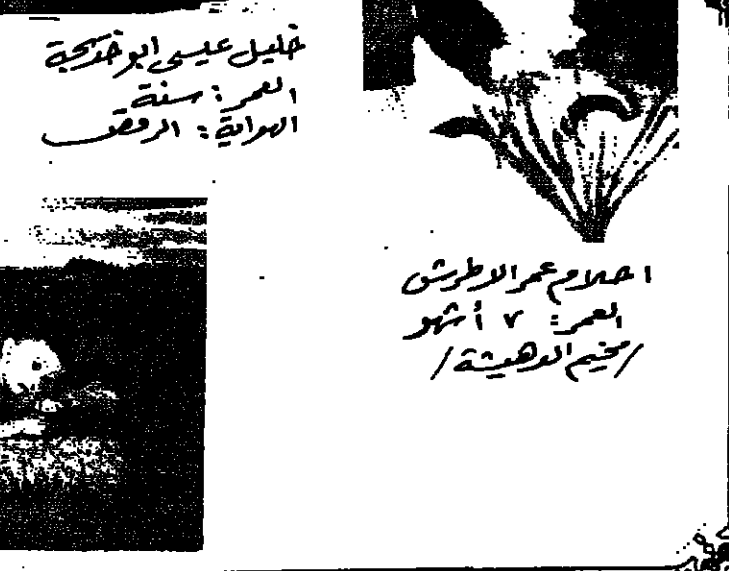 خليل عيسى ابو خديجة
العمر : سنة
الهواية : الرقص
احلام عمر الاطرش
العمر : ٧ أشهر
/مخيم الدهيشة/